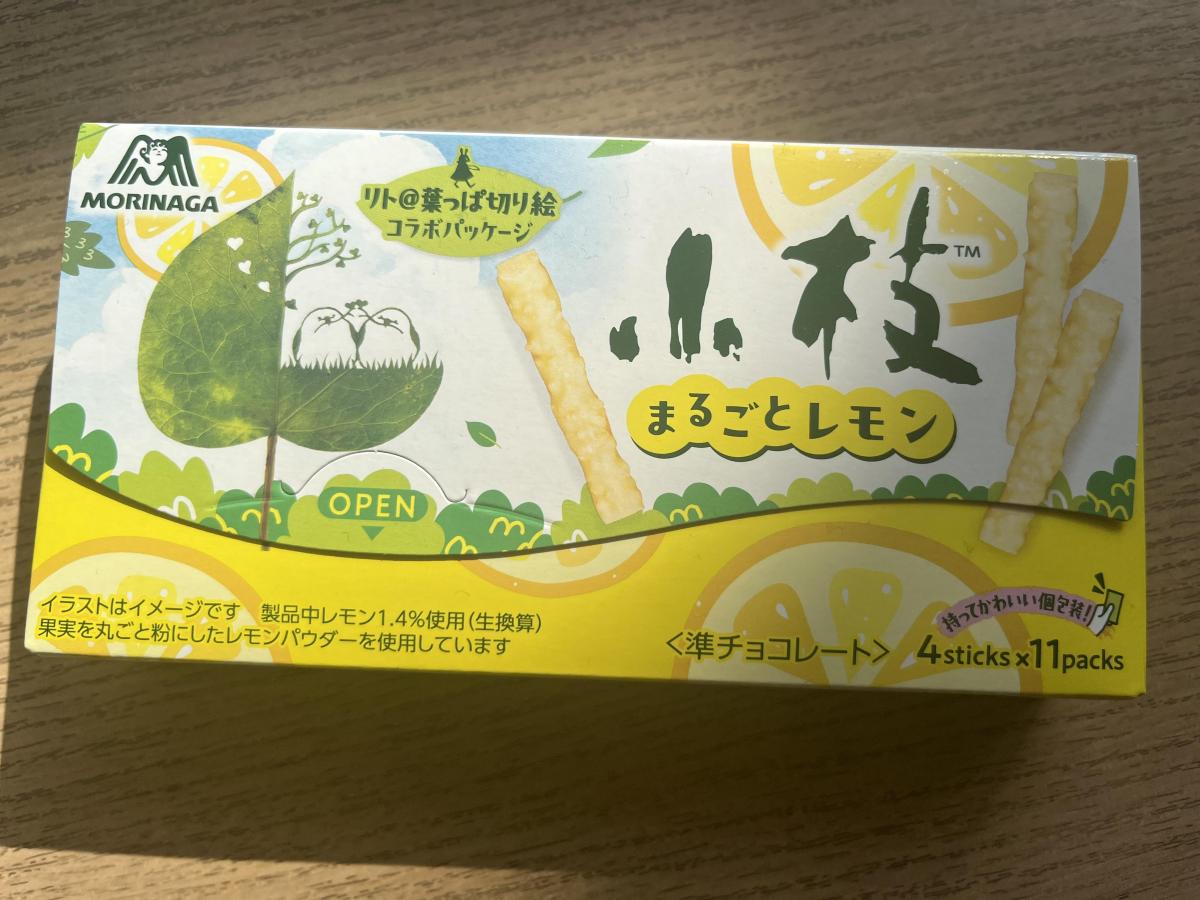 MORINAGA
リト@葉っぱ切り絵
コラボパッケージ
小枝™
まるごとレモン
OPEN
イラストはイメージです 製品中レモン1.4%使用(生換算)
果実を丸ごと粉にしたレモンパウダーを使用しています
持ってかわいい個包装!
<準チョコレート> 4sticks×11packs